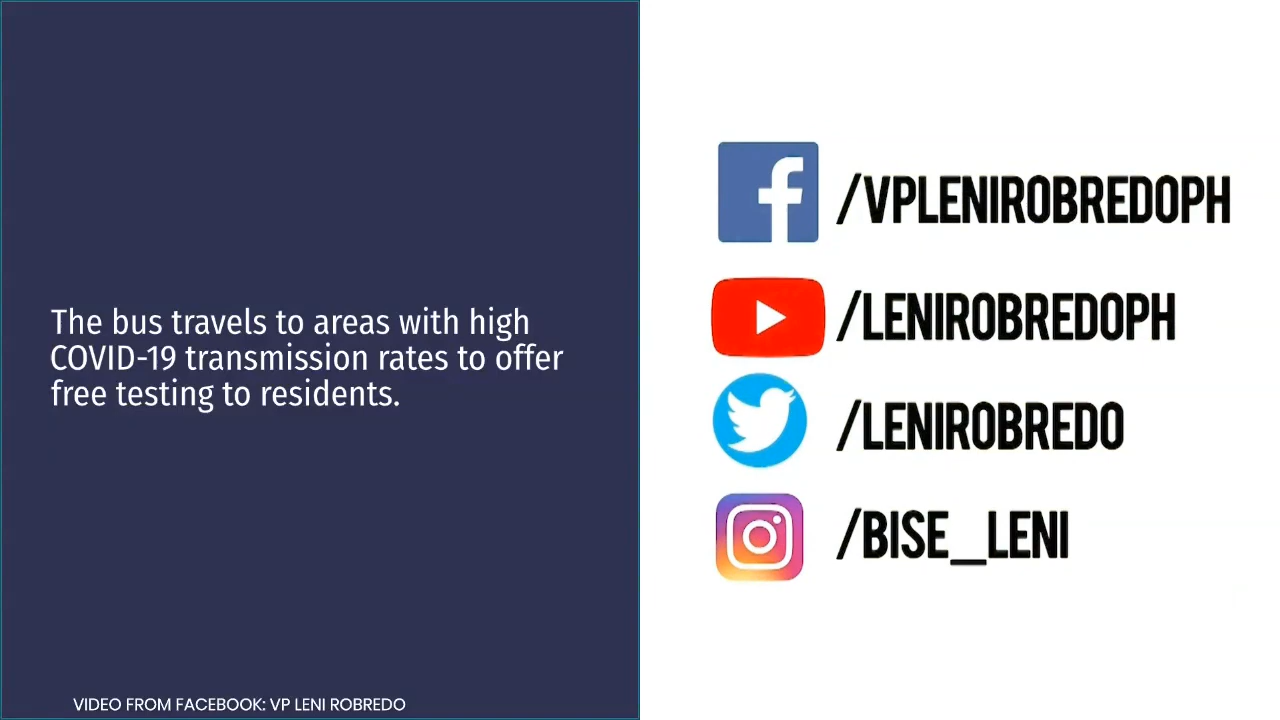 The bus travels to areas with high
COVID-19 transmission rates to offer
free testing to residents.
VIDEO FROM FACEBOOK: VP LENI ROBREDO
/VPLENIROBREDOPH
/LENIROBREDOPH
/LENIROBREDO
/BISE_LENI